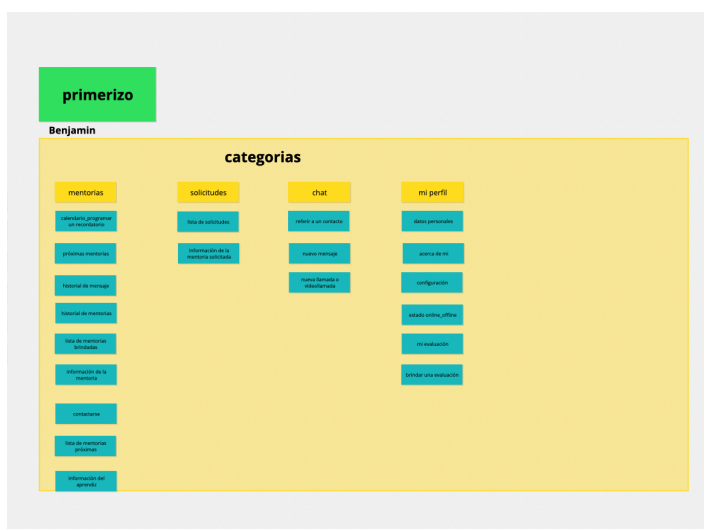 primerizo
Benjamin
categorias
mentorias
calendario_programar
un recordatorio
próximas mentorias
historial de mensaje
historial de mentorias
lista de mentorias
brindadas
información de la
mentoria
contactarse
lista de memorias
próximas
información del
aprendiz
solicitudes
lista de solicitudes
información de la
mentoria solicitada
chat
referir a un contacto
nuevo mensaje
nueva llamada o
videollamada
mi perfil
datos personales
acerca de mi
configuración
estado online_offline
mi evaluación
brindar una evaluación